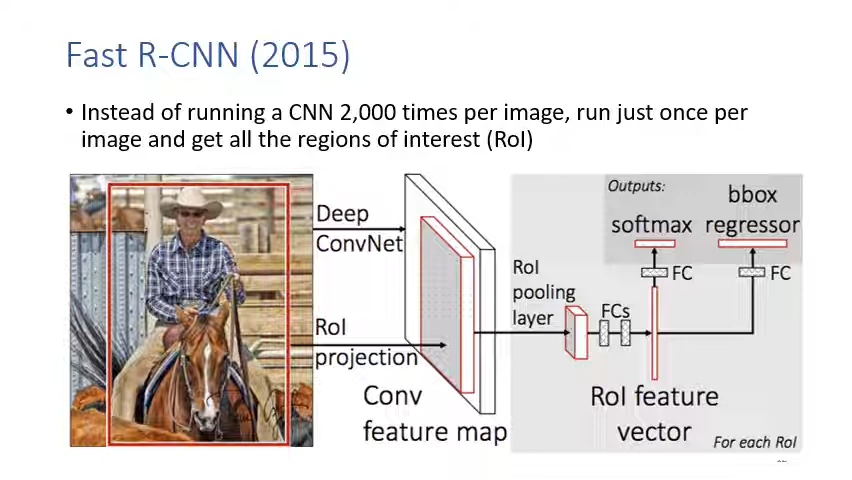 Fast R-CNN (2015)
• Instead of running a CNN 2,000 times per image, run just once per
image and get all the regions of interest (RoI)
Deep
ConvNet
RoI
projection
Conv
feature map
RoI
pooling
layer
FCs
RoI feature
vector
Outputs:
softmax
bbox
regressor
FC
FC
For each RoI